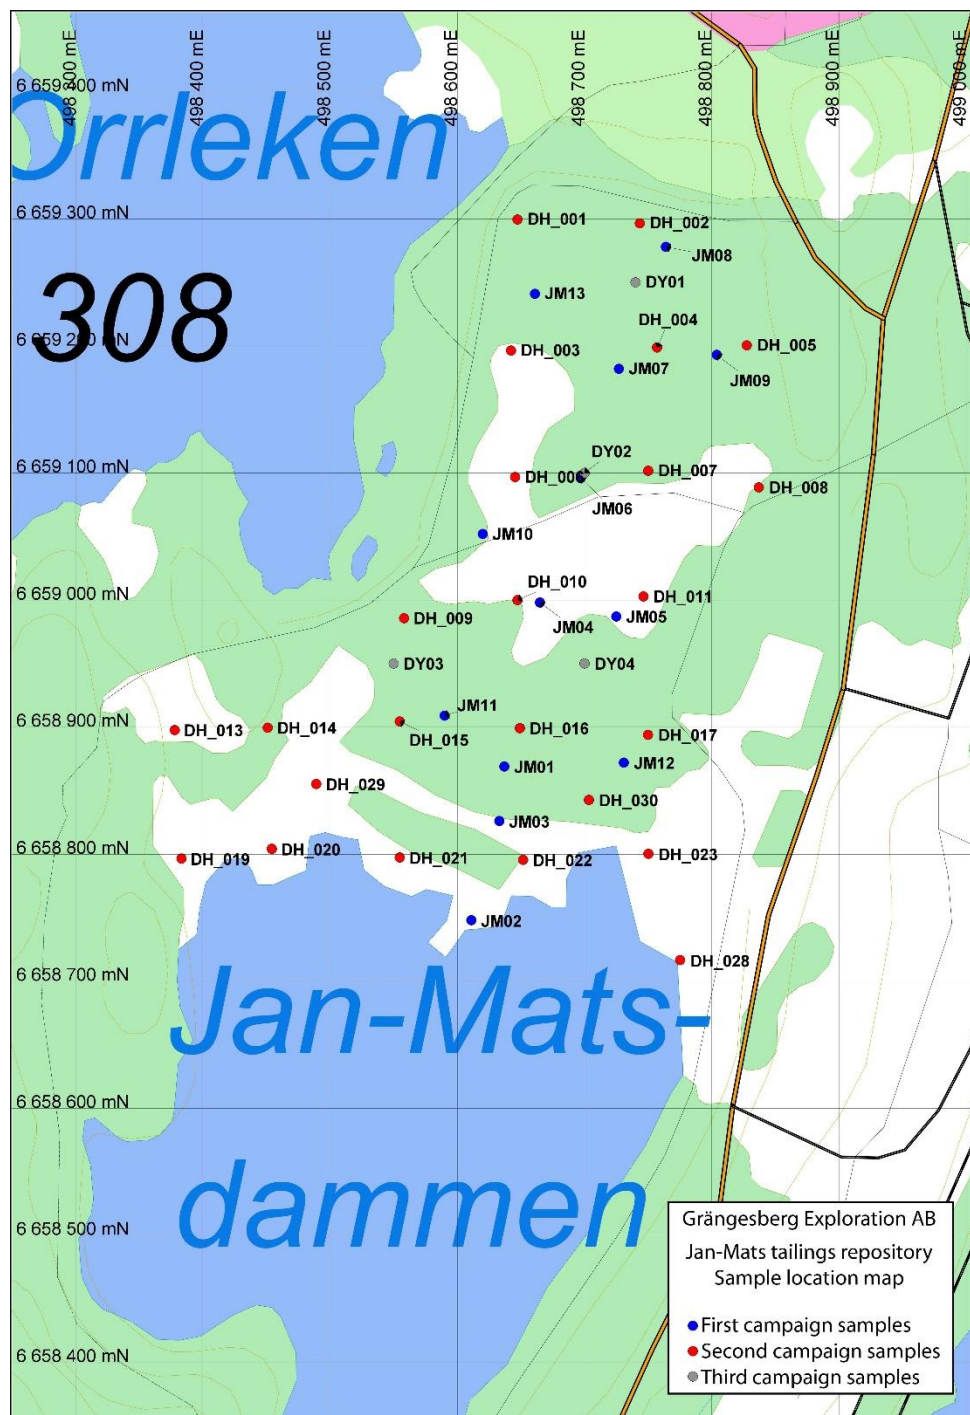 498 300 mE
498 400 mE
498 500 mE
498 600 mE
498 700 mE
498 800 mE
498 900 mE
499 000 mE
6 659 400 mN
Orrleken
6 659 300 mN
DH_001
DH_002
JM08
308
DY01
JM13
DH_004
6 659 200 mN
DH_003
DH_005
JM09
JM07
6 659 100 mN
DY02
DH_007
DH_006
DH_008
JM06
JM10
6 659 000 mN
DH_010
DH_011
DH_009
JM04
JM05
DY03
DY04
6 658 900 mN
JM11
DH_013
DH_014
DH_015
DH_016
DH_017
JM01
JM12
DH_029
DH_030
JM03
6 658 800 mN
DH_019
DH_020
DH_021
DH_022
DH_023
JM02
DH_028
6 658 700 mN
Jan-Mats-
6 658 600 mN
dammen
6 658 500 mN
6 658 400 mN
Grängesberg Exploration AB
Jan-Mats tailings repository
Sample location map
First campaign samples
Second campaign samples
Third campaign samples